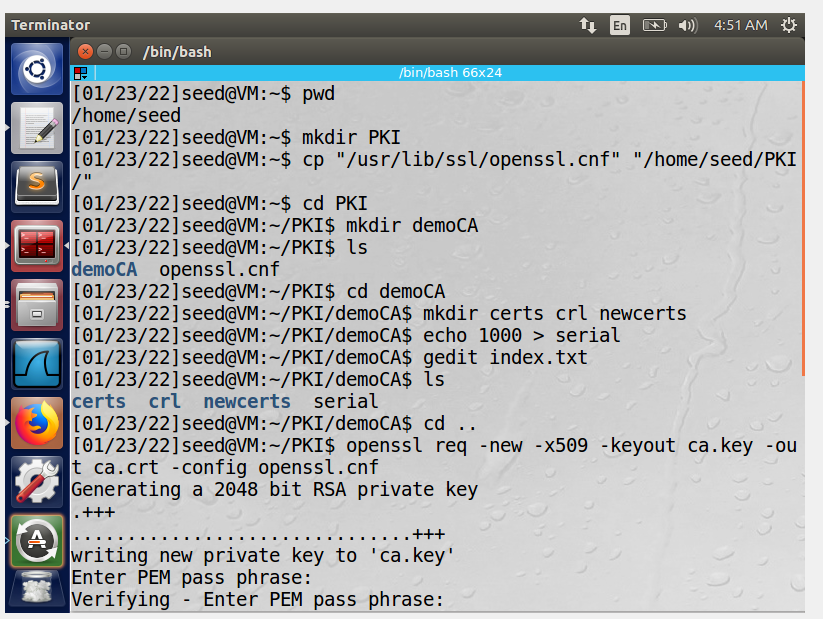 Terminator
En
4:51 AM
/bin/bash
/bin/bash 66x24
[01/23/22]seed@VM:~$ pwd
/home/seed
[01/23/22]seed@VM:~$ mkdir PKI
[01/23/22]seed@VM:~$ cp "/usr/lib/ssl/openssl.cnf" "/home/seed/PKI
/"
[01/23/22]seed@VM:~$ cd PKI
[01/23/22]seed@VM:~/PKI$ mkdir demoCA
[01/23/22]seed@VM:~/PKI$ ls
demoCA  openssl.cnf
[01/23/22]seed@VM:~/PKI$ cd demoCA
[01/23/22]seed@VM:~/PKI/demoCA$ mkdir certs crl newcerts
[01/23/22]seed@VM:~/PKI/demoCA$ echo 1000 > serial
[01/23/22]seed@VM:~/PKI/demoCA$ gedit index.txt
[01/23/22]seed@VM:~/PKI/demoCA$ ls
certs  crl  newcerts  serial
[01/23/22]seed@VM:~/PKI/demoCA$ cd ..
[01/23/22]seed@VM:~/PKI$ openssl req -new -x509 -keyout ca.key -ou
t ca.crt -config openssl.cnf
Generating a 2048 bit RSA private key
.+++
...............................+++
writing new private key to 'ca.key'
Enter PEM pass phrase:
Verifying - Enter PEM pass phrase: